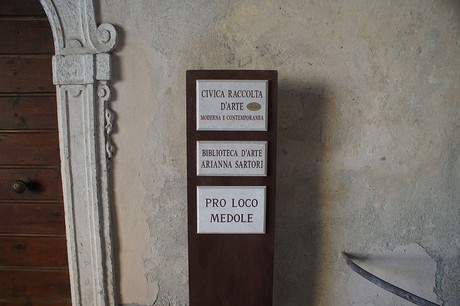 CIVICA RACCOLTA
D'ARTE
MODERNA E CONTEMPORANEA
BIBLIOTECA D'ARTE
ARIANNA SARTORI
PRO LOCO
MEDOLE